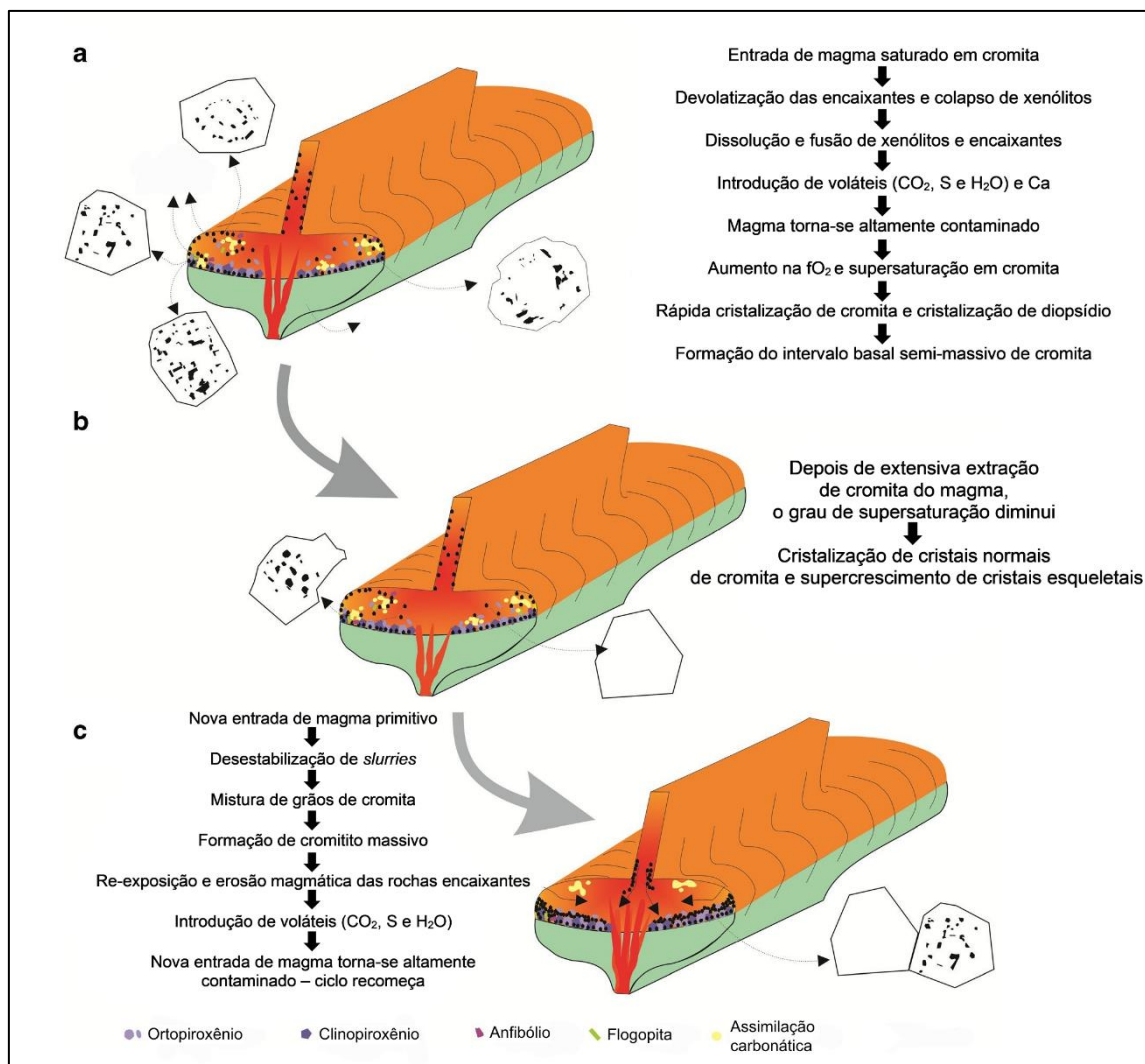 a
Entrada de magma saturado em cromita
Devolatização das encaixantes e colapso de xenólitos
Dissolução e fusão de xenólitos e encaixantes
Introdução de voláteis (CO₂, S e H₂O) e Ca
Magma torna-se altamente contaminado
Aumento na fO₂ e supersaturação em cromita
Rápida cristalização de cromita e cristalização de diopsídio
Formação do intervalo basal semi-massivo de cromita
b
Depois de extensiva extração
de cromita do magma,
o grau de supersaturação diminui
Cristalização de cristais normais
de cromita e supercrescimento de cristais esqueletais
c
Nova entrada de magma primitivo
Desestabilização de slurries
Mistura de grãos de cromita
Formação de cromitito massivo
Re-exposição e erosão magmática das rochas encaixantes
Introdução de voláteis (CO₂, S e H₂O)
Nova entrada de magma torna-se altamente
contaminado – ciclo recomeça
Ortopiroxênio
Clinopiroxênio
Anfibólio
Flogopita
Assimilação
carbonática